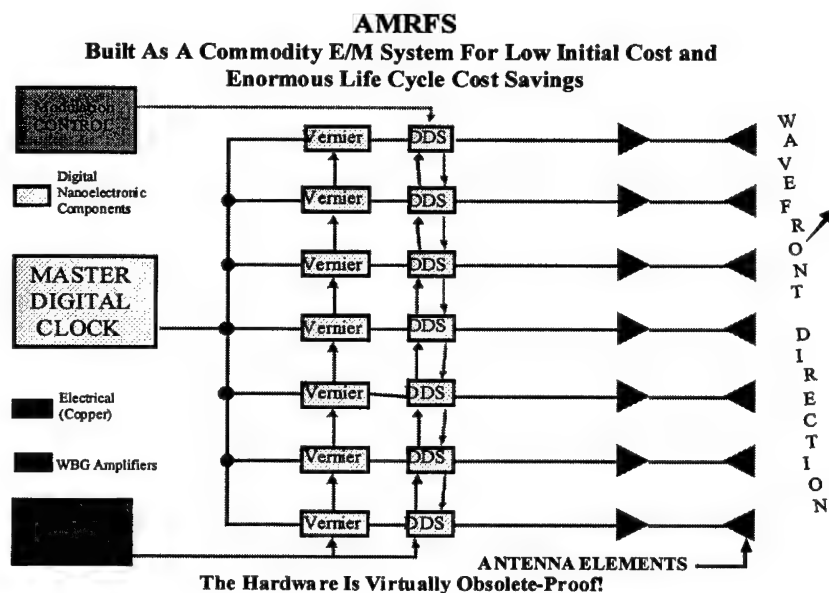 AMRFS
Built As A Commodity E/M System For Low Initial Cost and
Enormous Life Cycle Cost Savings
Modulation
CONTROL
Digital
Nanoelectronic
Components
MASTER
DIGITAL
CLOCK
Electrical
(Copper)
WBG Amplifiers
Vernier DDS
Vernier DDS
Vernier DDS
Vernier DDS
Vernier DDS
Vernier DDS
Vernier DDS
WAVEFRONT DIRECTION
ANTENNA ELEMENTS
The Hardware Is Virtually Obsolete-Proof!